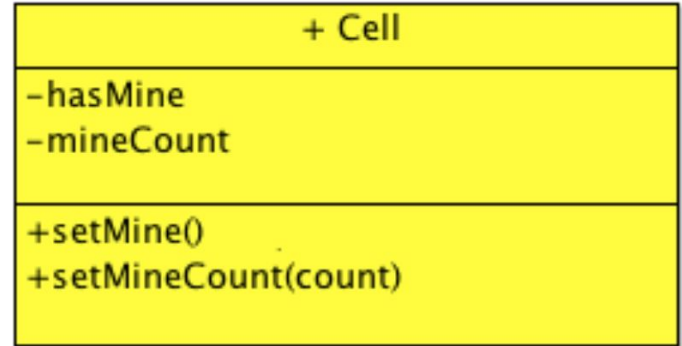 + Cell
-hasMine
-mineCount
+setMine()
+setMineCount(count)